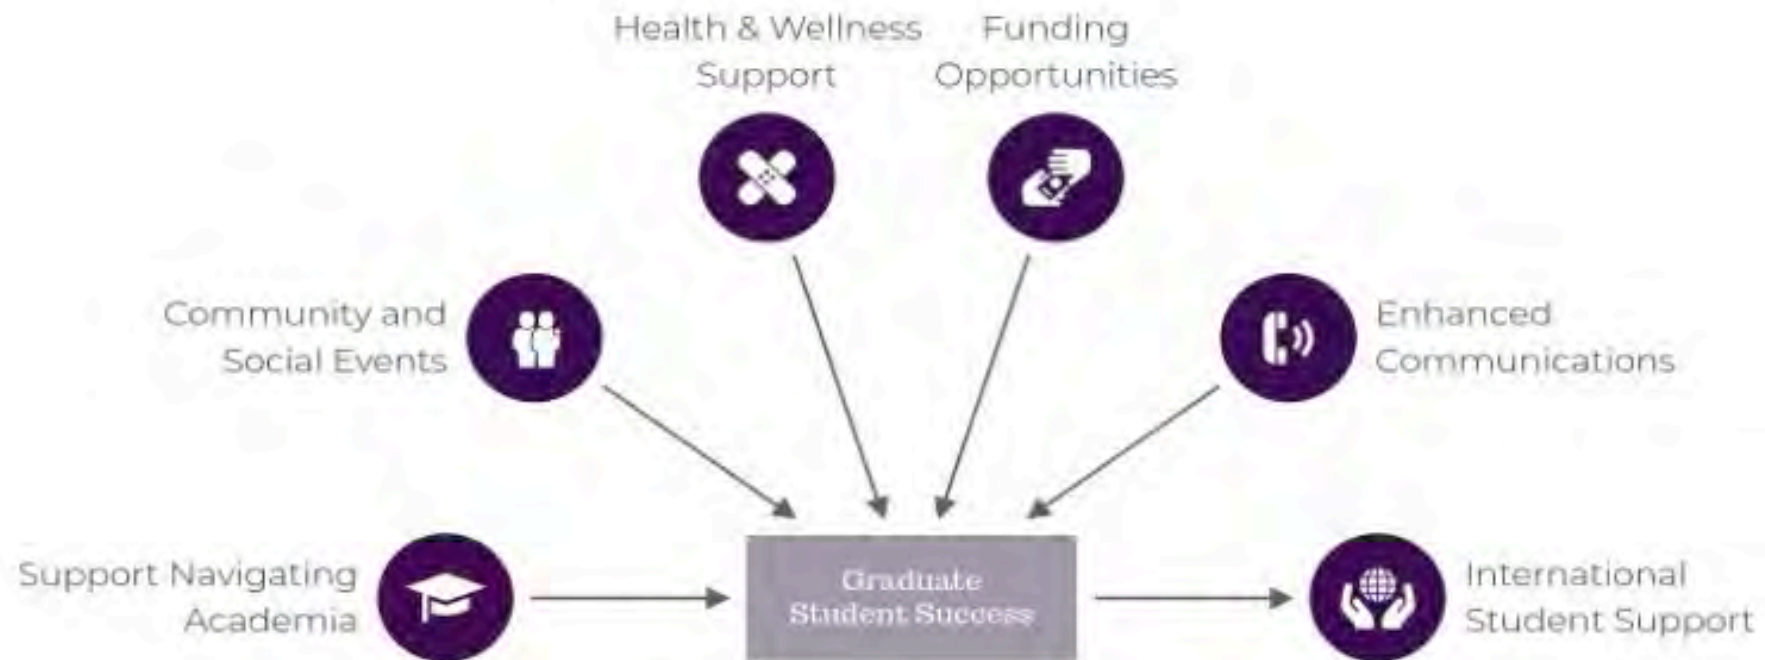 Health & Wellness
Support
Funding
Opportunities
Community and
Social Events
Enhanced
Communications
Support Navigating
Academia
Graduate
Student Success
International
Student Support